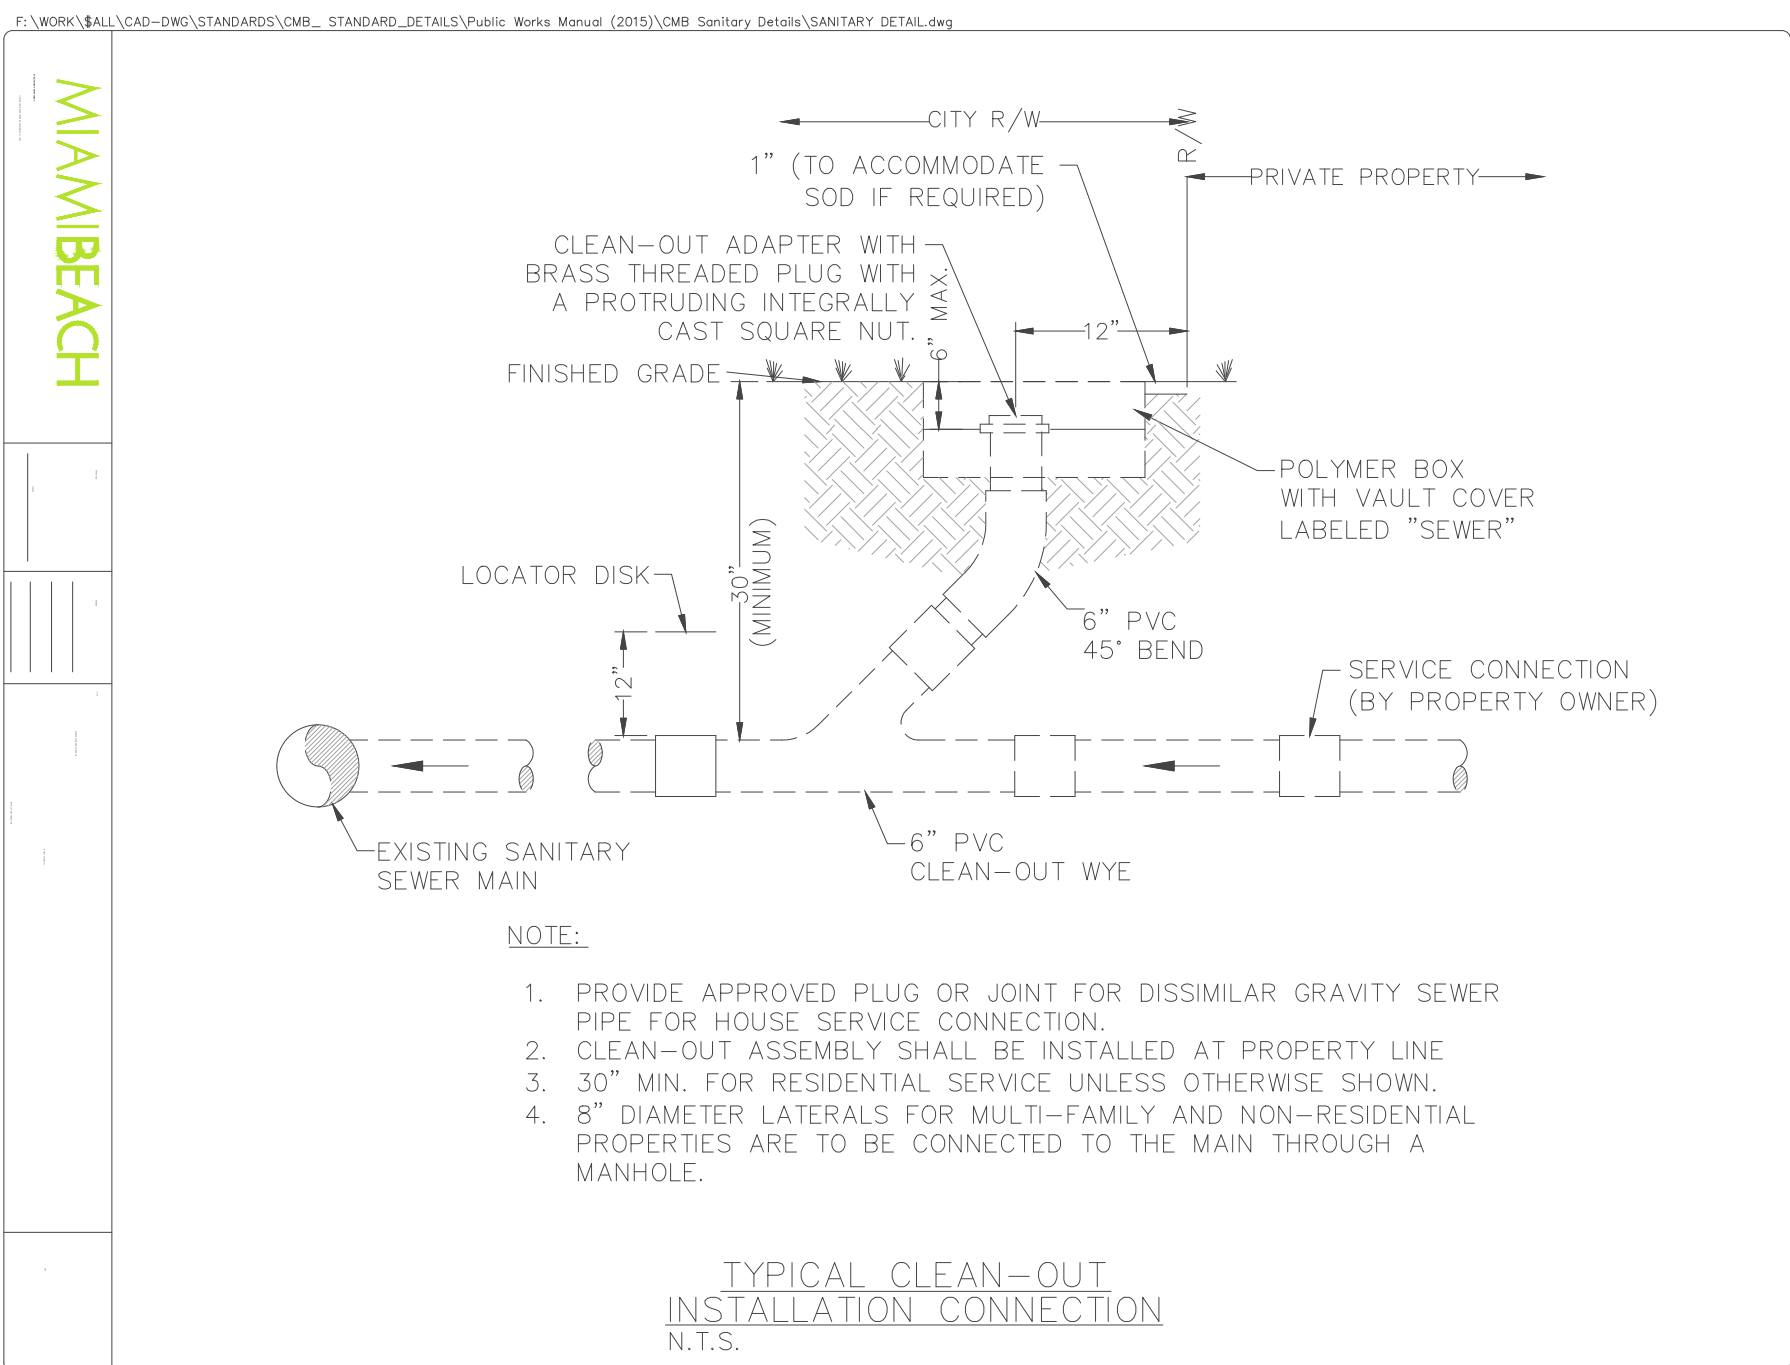 F:\WORK\$ALL\CAD-DWG\STANDARDS\CMB_ STANDARD_DETAILS\Public Works Manual (2015)\CMB Sanitary Details\SANITARY DETAIL.dwg
MIAMIBEACH
CITY R/W
R/W
1" (TO ACCOMMODATE
SOD IF REQUIRED)
PRIVATE PROPERTY
CLEAN-OUT ADAPTER WITH
BRASS THREADED PLUG WITH
A PROTRUDING INTEGRALLY
CAST SQUARE NUT.
6" MAX.
12"
FINISHED GRADE
POLYMER BOX
WITH VAULT COVER
LABELED "SEWER"
30"
(MINIMUM)
LOCATOR DISK
6" PVC
45° BEND
12"
SERVICE CONNECTION
(BY PROPERTY OWNER)
EXISTING SANITARY
SEWER MAIN
6" PVC
CLEAN-OUT WYE
NOTE:
1. PROVIDE APPROVED PLUG OR JOINT FOR DISSIMILAR GRAVITY SEWER
PIPE FOR HOUSE SERVICE CONNECTION.
2. CLEAN-OUT ASSEMBLY SHALL BE INSTALLED AT PROPERTY LINE
3. 30" MIN. FOR RESIDENTIAL SERVICE UNLESS OTHERWISE SHOWN.
4. 8" DIAMETER LATERALS FOR MULTI-FAMILY AND NON-RESIDENTIAL
PROPERTIES ARE TO BE CONNECTED TO THE MAIN THROUGH A
MANHOLE.
TYPICAL CLEAN-OUT
INSTALLATION CONNECTION
N.T.S.